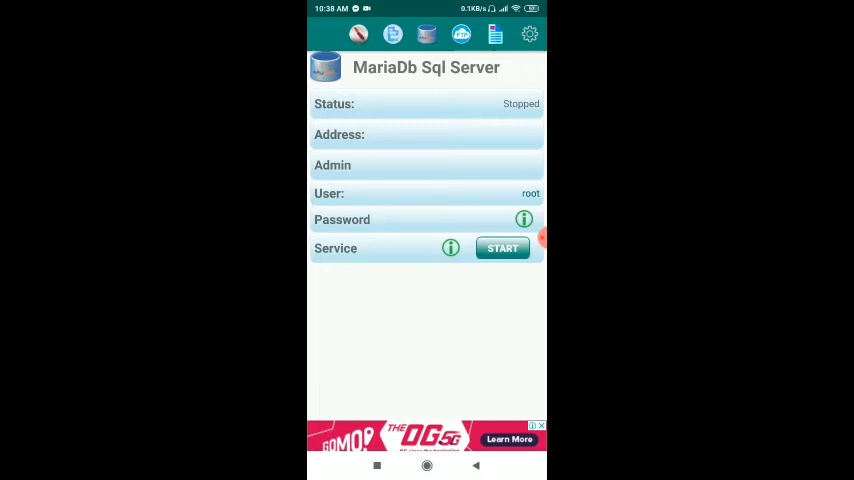 10:38 AM
0.1KB/s
FTP
MariaDb Sql Server
Status:
Stopped
Address:
Admin
User:
root
Password
Service
START
GOMO!
THE OG5G
Learn More